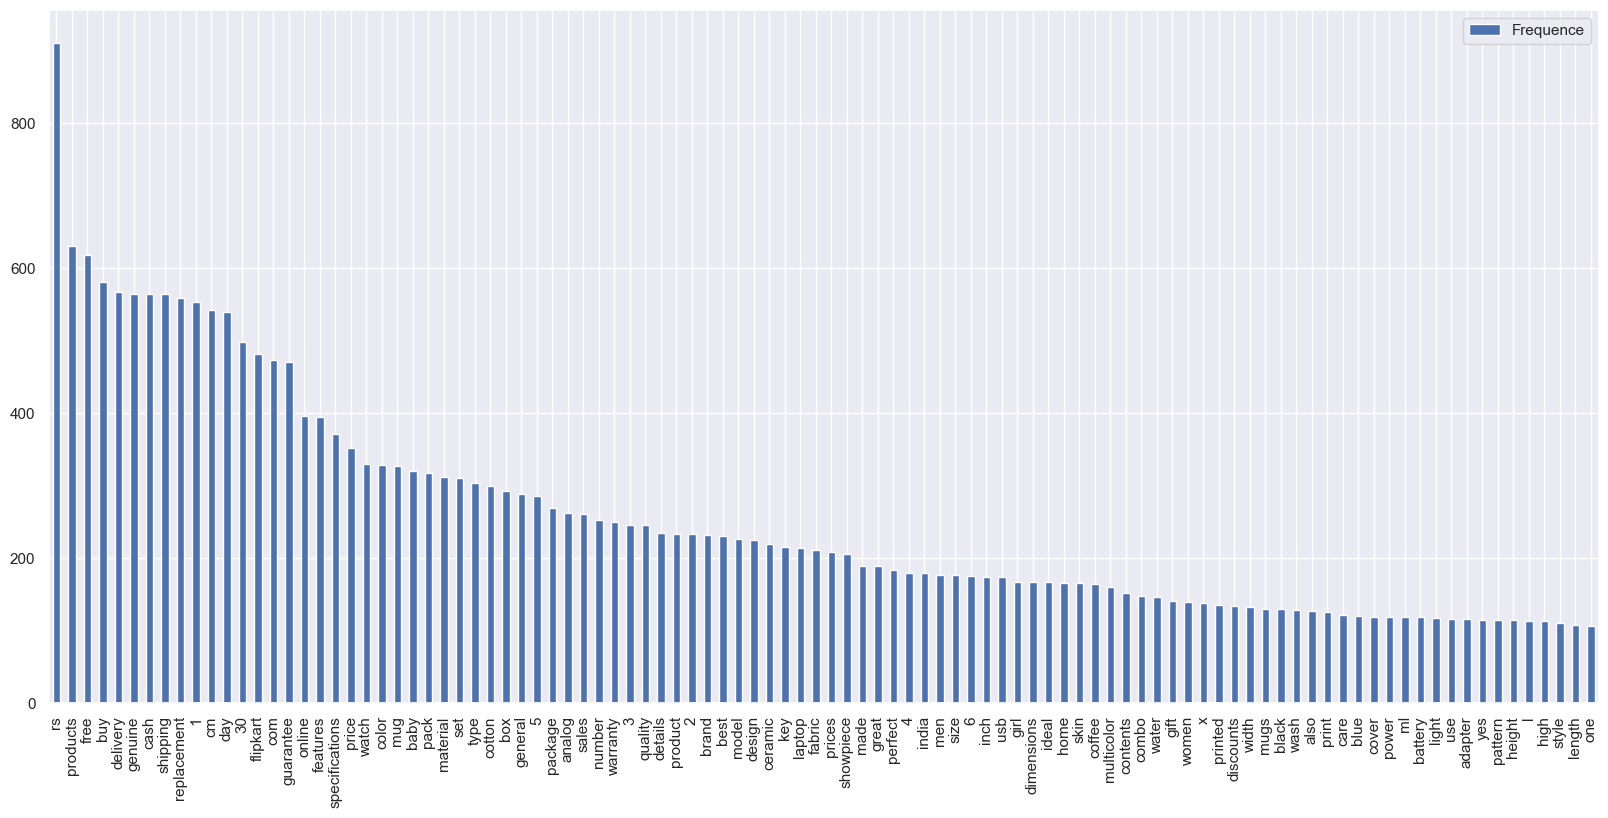 Frequence
800
600
400
200
0
rs
products
free
buy
delivery
genuine
cash
shipping
replacement
1
cm
day
30
flipkart
com
guarantee
online
features
specifications
price
watch
color
mug
baby
pack
material
set
type
cotton
box
general
5
package
analog
sales
number
warranty
3
quality
details
product
2
brand
best
model
design
ceramic
key
laptop
fabric
prices
showpiece
made
great
perfect
4
india
men
size
6
inch
usb
girl
dimensions
ideal
home
skin
coffee
multicolor
contents
combo
water
gift
women
x
printed
discounts
width
mugs
black
wash
also
print
care
blue
cover
power
ml
battery
light
use
adapter
yes
pattern
height
l
high
style
length
one